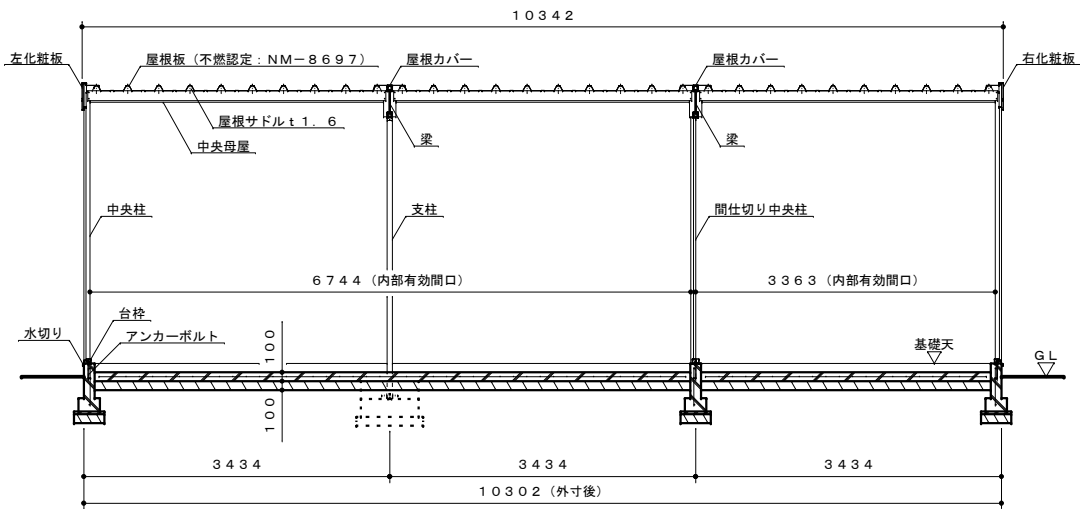 １０３４２
左化粧板
屋根板（不燃認定：ＮＭ－８６９７）
屋根カバー
屋根カバー
右化粧板
屋根サドルｔ１．６
中央母屋
梁
梁
中央柱
支柱
間仕切り中央柱
６７４４（内部有効間口）
３３６３（内部有効間口）
台枠
水切り
アンカーボルト
１００
基礎天
ＧＬ
１００
３４３４
３４３４
３４３４
１０３０２（外寸後）